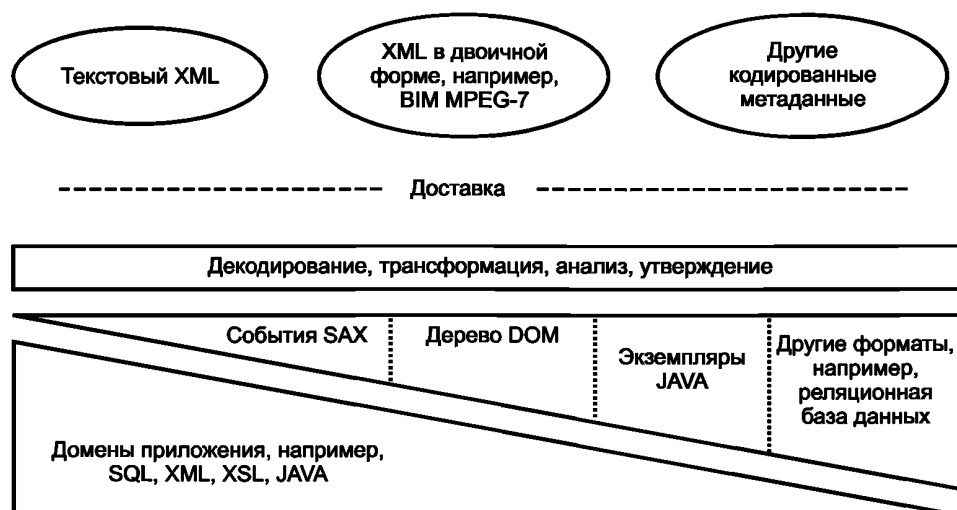 Текстовый XML
XML в двоичной
форме, например,
BIM MPEG-7
Другие
кодированные
метаданные
Доставка
Декодирование, трансформация, анализ, утверждение
События SAX
Дерево DOM
Экземпляры
JAVA
Другие форматы,
например,
реляционная
база данных
Домены приложения, например,
SQL, XML, XSL, JAVA